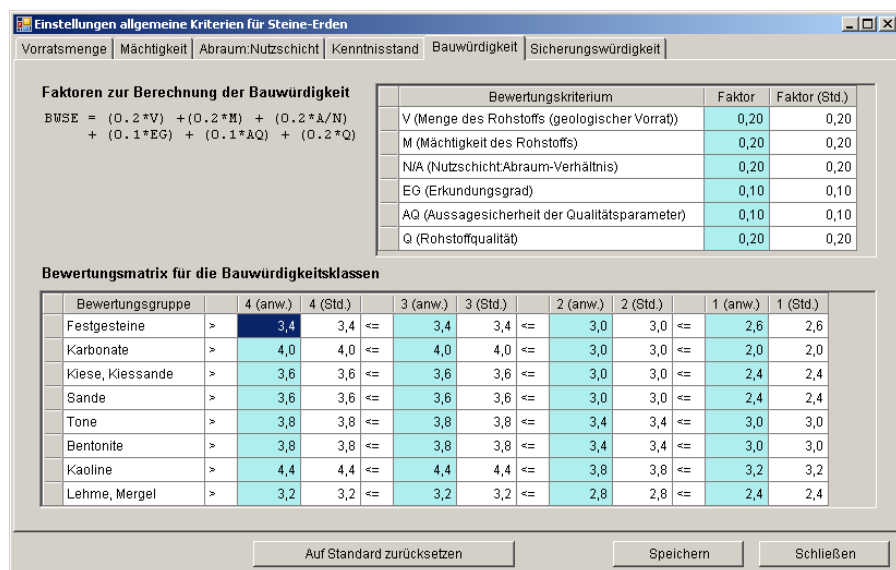 Einstellungen allgemeine Kriterien für Steine-Erden
Vorratsmenge Mächtigkeit Abraum:Nutzschicht Kenntnisstand Bauwürdigkeit Sicherungswürdigkeit
Faktoren zur Berechnung der Bauwürdigkeit
BWSE = (0.2*V) +(0.2*M) + (0.2*A/N)
+ (0.1*EG) + (0.1*AQ) + (0.2*Q)
Bewertungskriterium Faktor Faktor (Std.)
V (Menge des Rohstoffs (geologischer Vorrat)) 0,20 0,20
M (Mächtigkeit des Rohstoffs) 0,20 0,20
N/A (Nutzschicht:Abraum-Verhältnis) 0,20 0,20
EG (Erkundungsgrad) 0,10 0,10
AQ (Aussagesicherheit der Qualitätsparameter) 0,10 0,10
Q (Rohstoffqualität) 0,20 0,20
Bewertungsmatrix für die Bauwürdigkeitsklassen
Bewertungsgruppe 4 (anw.) 4 (Std.) 3 (anw.) 3 (Std.) 2 (anw.) 2 (Std.) 1 (anw.) 1 (Std.)
Festgesteine > 3,4 3,4 <= 3,4 3,4 <= 3,0 3,0 <= 2,6 2,6
Karbonate > 4,0 4,0 <= 4,0 4,0 <= 3,0 3,0 <= 2,0 2,0
Kiese, Kiessande > 3,6 3,6 <= 3,6 3,6 <= 3,0 3,0 <= 2,4 2,4
Sande > 3,6 3,6 <= 3,6 3,6 <= 3,0 3,0 <= 2,4 2,4
Tone > 3,8 3,8 <= 3,8 3,8 <= 3,4 3,4 <= 3,0 3,0
Bentonite > 3,8 3,8 <= 3,8 3,8 <= 3,4 3,4 <= 3,0 3,0
Kaoline > 4,4 4,4 <= 4,4 4,4 <= 3,8 3,8 <= 3,2 3,2
Lehme, Mergel > 3,2 3,2 <= 3,2 3,2 <= 2,8 2,8 <= 2,4 2,4
Auf Standard zurücksetzen Speichern Schließen